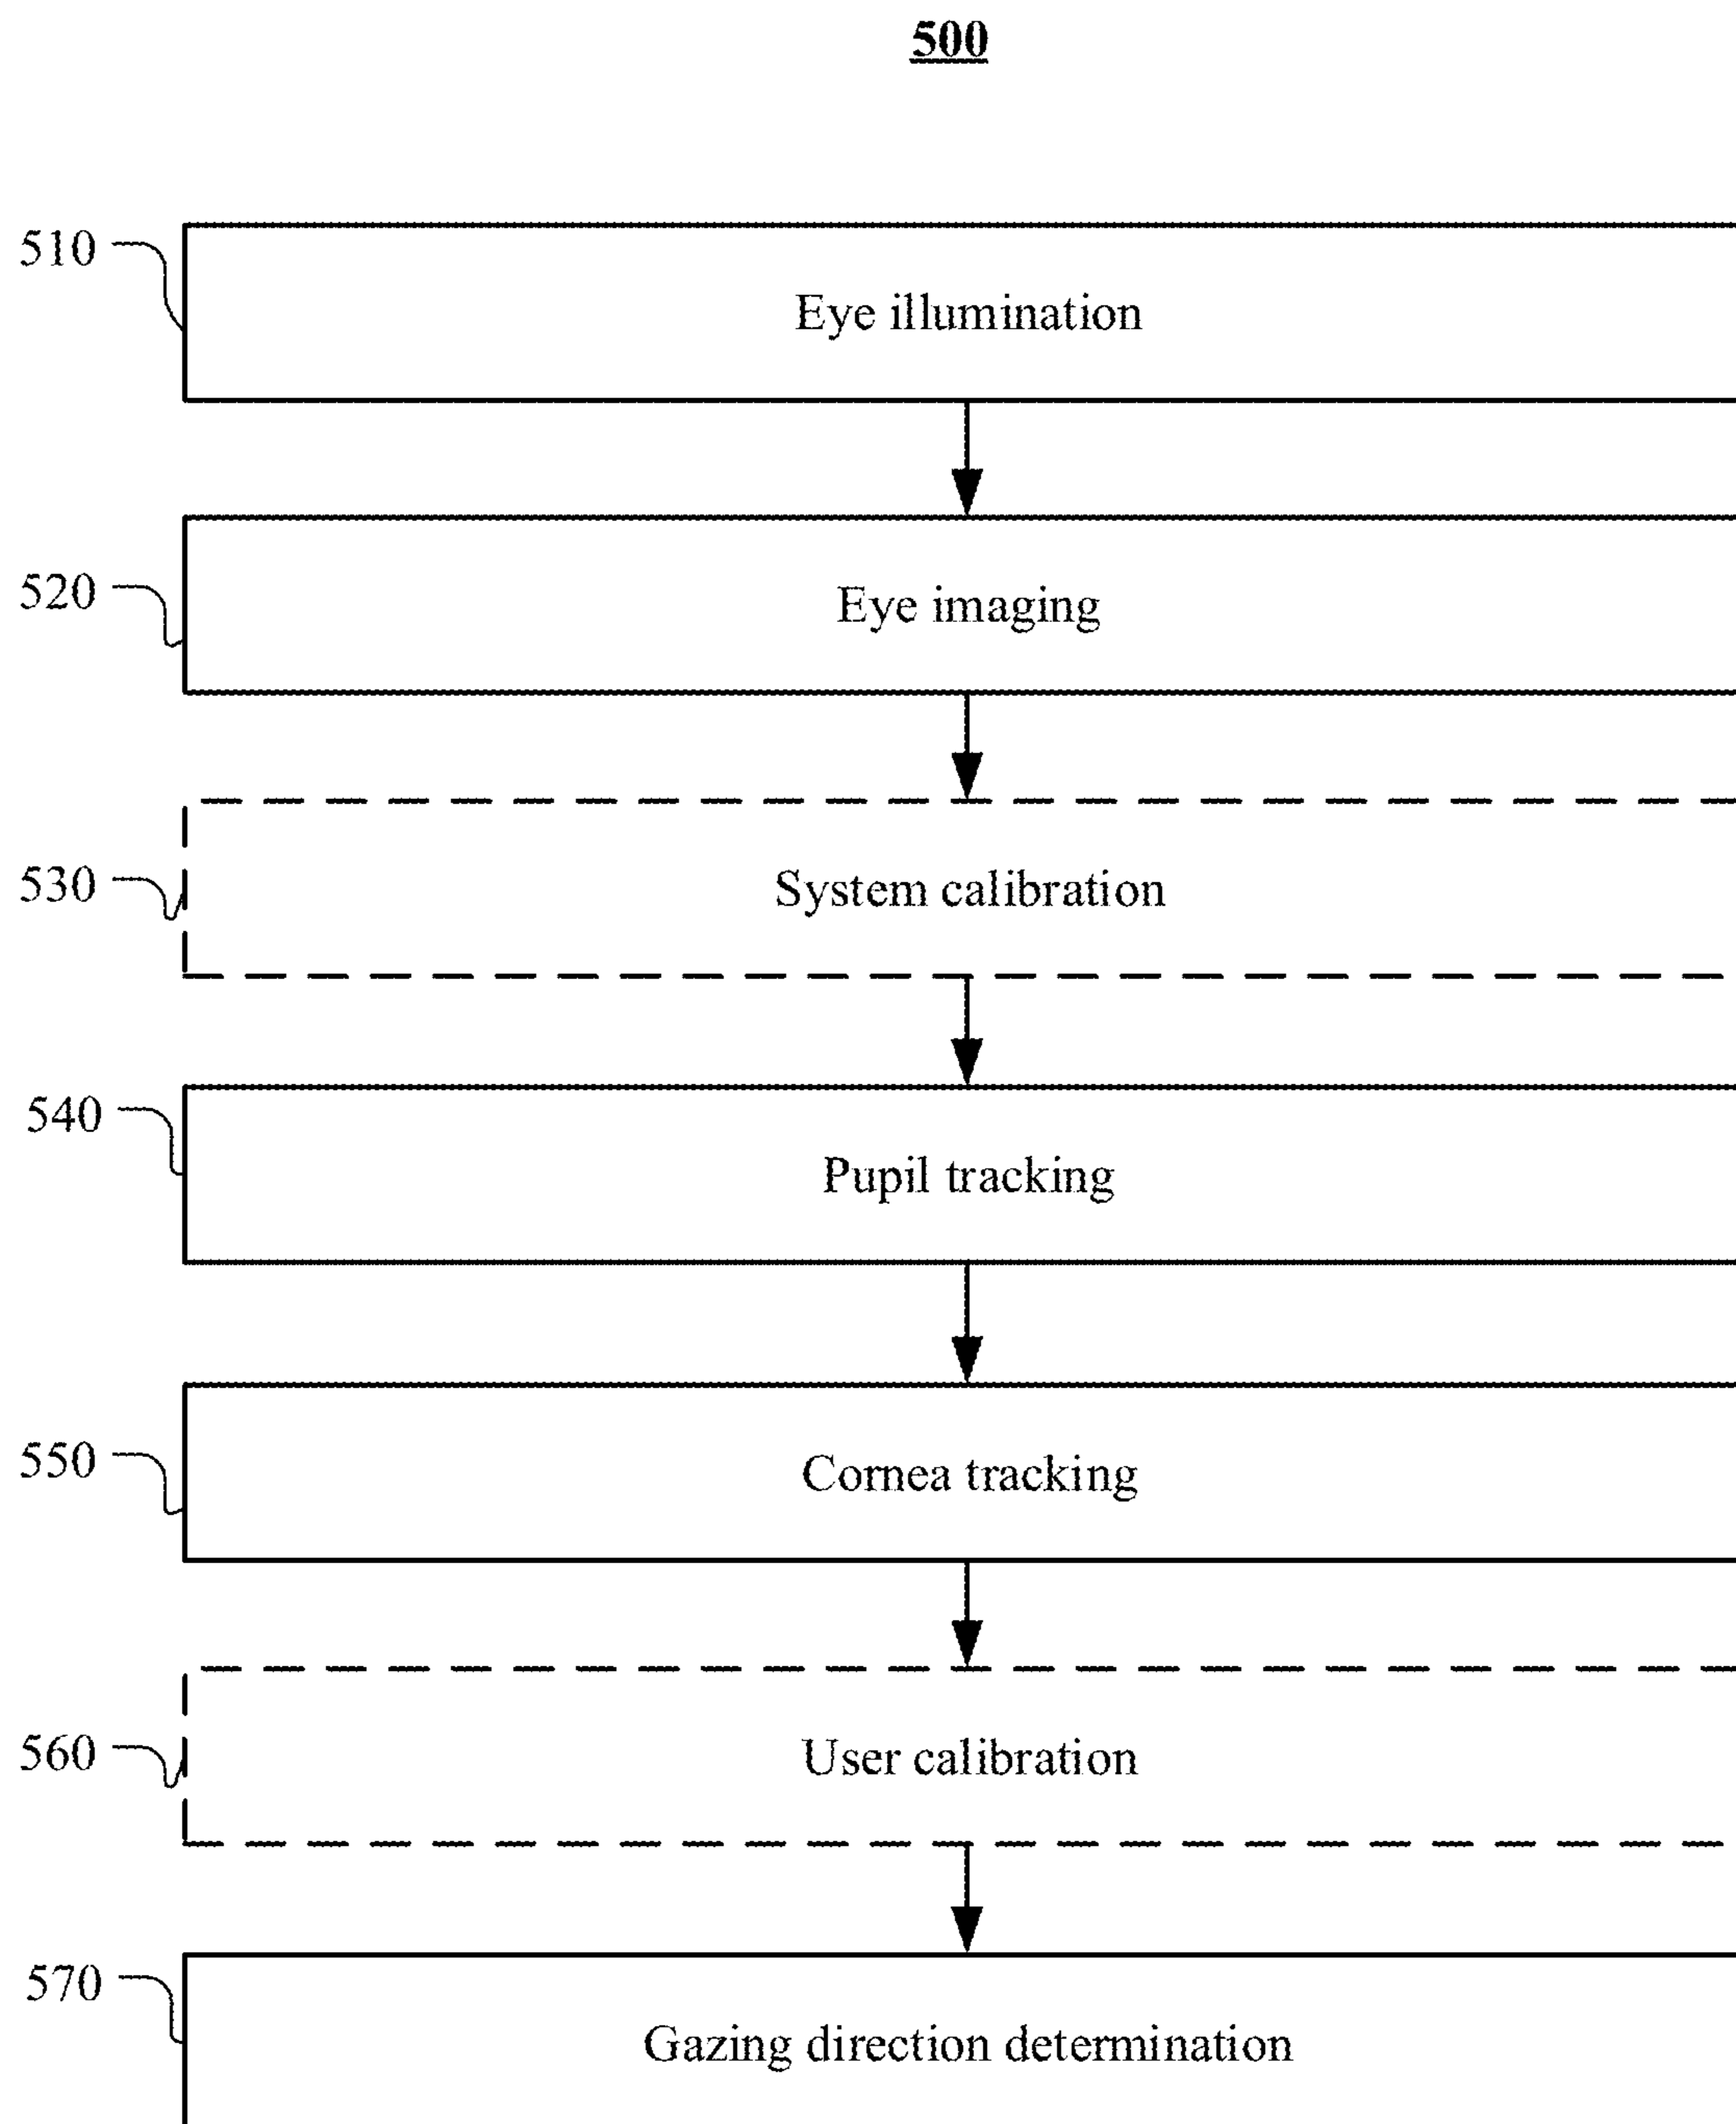 500
510
Eye illumination
520
Eye imaging
530
System calibration
540
Pupil tracking
550
Cornea tracking
560
User calibration
570
Gazing direction determination